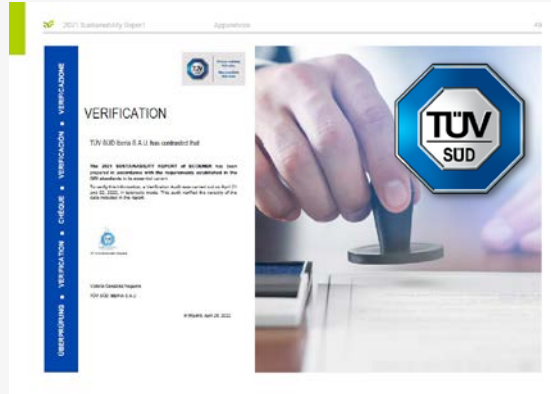 2021 Sustainability Report
Appendices
49
VERIFICATION
TÜV SÜD Iberia S.A.U. has contrasted that
The 2021 SUSTAINABILITY REPORT of has been
prepared in accordance with the requirements established in the
GRI standards in its essential variant
To verify this information, a Verification Audit was carried out on April 21
and 22, 2022, in telematic mode. This audit verified the veracity of the
data included in the report.
TÜV SÜD IBERIA S.A.U.
In Madrid, April 28, 2022
ÜBERPRÜFUNG ■ VERIFICATION ■ CHÈQUE ■ VERIFICACIÓN ■ VERIFICAZIONE
TÜV
SÜD